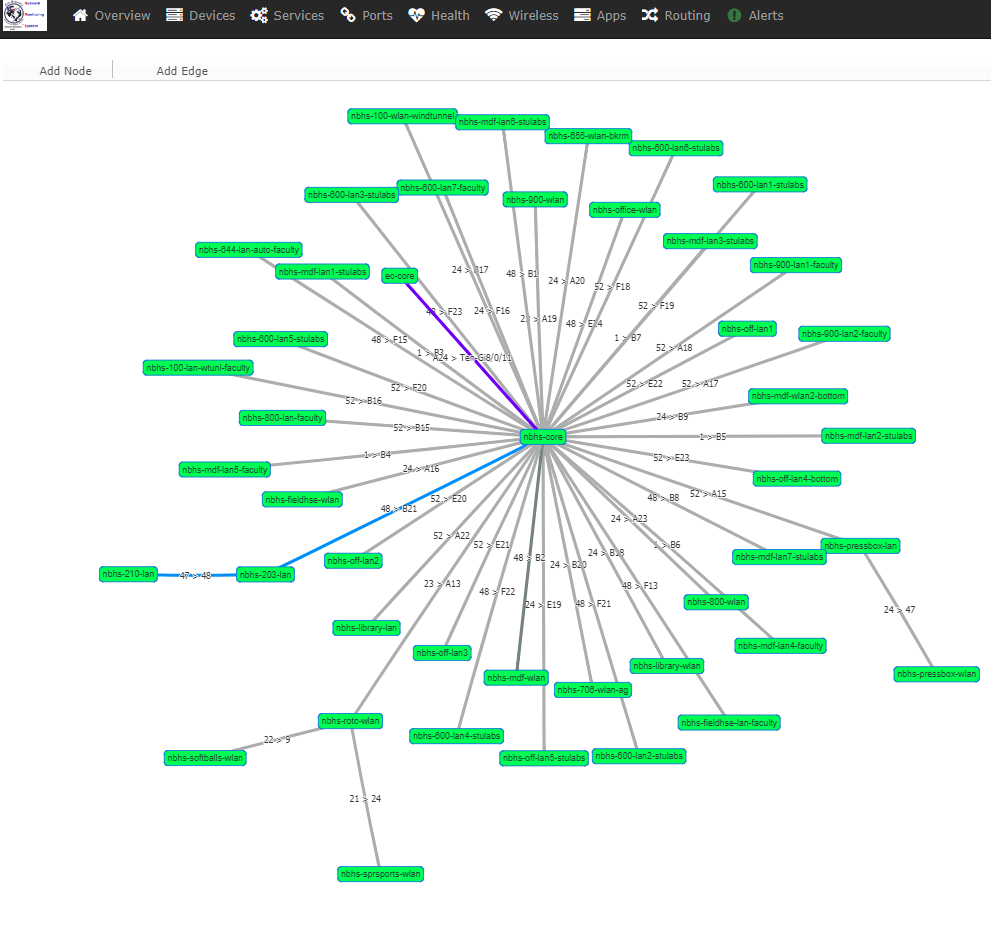 Network
Monitoring
System
Overview Devices Services Ports Health Wireless Apps Routing Alerts
Add Node Add Edge
nbhs-100-wlan-windtunnel
nbhs-mdf-lan6-stulabs
nbhs-655-wlan-bkrm
nbhs-600-lan6-stulabs
nbhs-600-lan1-stulabs
nbhs-600-lan7-faculty
nbhs-600-lan3-stulabs
nbhs-900-wlan
nbhs-office-wlan
nbhs-mdf-lan3-stulabs
nbhs-644-lan-auto-faculty
nbhs-900-lan1-faculty
nbhs-mdf-lan1-stulabs
eo-core
24 >
48 > B1
24 > A20
52 > F18
52 > F19
F23
24 > F16
A19
48 > E14
nbhs-off-lan1
nbhs-900-lan2-faculty
nbhs-600-lan5-stulabs
48 > F15
1 > B7
52 > A18
1 > B3
A24 > Ten-Gi8/0/11
nbhs-100-lan-wtunl-faculty
52 > F20
52 > E22
52 > A17
nbhs-mdf-wlan2-bottom
52 > B16
nbhs-800-lan-faculty
24 > B9
52 > B15
nbhs-core
1 > B5
nbhs-mdf-lan2-stulabs
1 > B4
52 > E23
nbhs-mdf-lan5-faculty
24 > A16
nbhs-off-lan4-bottom
nbhs-fieldhse-wlan
52 > E20
48 > B8
52 > A15
48 > B21
24 > A23
52 > A22
52 > E21
1 > B6
nbhs-pressbox-lan
48 > B2
24 > B18
nbhs-mdf-lan7-stulabs
nbhs-off-lan2
24 > B20
nbhs-210-lan
47 > 48
nbhs-203-lan
23 > A13
48 > F22
48 > F13
24 > E19
48 > F21
nbhs-800-wlan
24 > 47
nbhs-library-lan
nbhs-off-lan3
nbhs-mdf-lan4-faculty
nbhs-library-wlan
nbhs-pressbox-wlan
nbhs-mdf-wlan
nbhs-706-wlan-ag
nbhs-rotc-wlan
nbhs-fieldhse-lan-faculty
22 > 9
nbhs-600-lan4-stulabs
nbhs-softballs-wlan
nbhs-off-lan5-stulabs
nbhs-600-lan2-stulabs
21 > 24
nbhs-sprsports-wlan